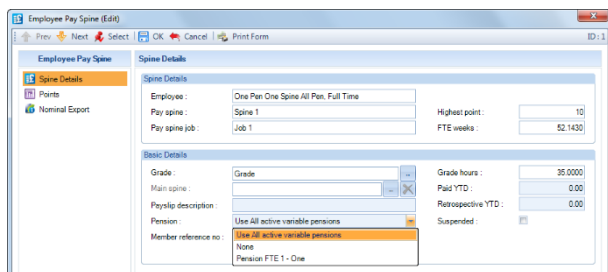 Employee Pay Spine (Edit)
Prev Next Select OK Cancel Print Form ID: 1
Employee Pay Spine
Spine Details
Points
Nominal Export
Spine Details
Spine Details
Employee : One Pen One Spine All Pen, Full Time
Pay spine : Spine 1 Highest point : 10
Pay spine job : Job 1 FTE weeks : 52.1430
Basic Details
Grade : Grade ... Grade hours : 35.0000
Main spine : ... Paid YTD : 0.00
Payslip description : Retrospective YTD : 0.00
Pension : Use All active variable pensions Suspended :
Member reference no : Use All active variable pensions
None
Pension FTE 1 - One